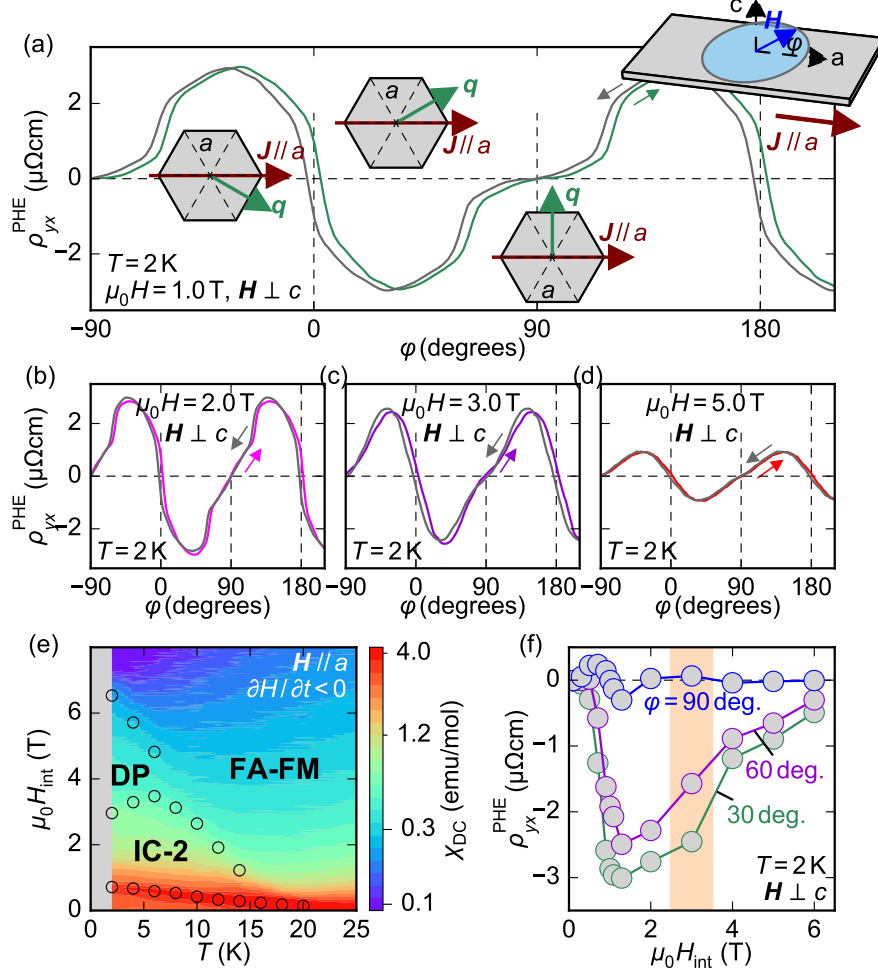 (a)
c
H
φ
a
a
q
J // a
a
q
J // a
J // a
q
J // a
a
T = 2 K
μ₀H = 1.0 T, H ⊥ c
ρyx PHE (μΩcm)
2
0
−2
−90
0
90
180
φ (degrees)
(b)
μ₀H = 2.0 T
H ⊥ c
T = 2 K
ρyx PHE (μΩcm)
2
0
2
−90
0
90
180
φ (degrees)
(c)
μ₀H = 3.0 T
H ⊥ c
T = 2 K
−90
0
90
180
φ (degrees)
(d)
μ₀H = 5.0 T
H ⊥ c
T = 2 K
−90
0
90
180
φ (degrees)
(e)
H // a
∂H / ∂t < 0
DP
FA-FM
IC-2
μ₀Hint (T)
6
4
2
0
0
5
10
15
20
25
T (K)
4.0
1.2
0.3
0.1
χDC (emu/mol)
(f)
φ = 90 deg.
60 deg.
30 deg.
T = 2 K
H ⊥ c
ρyx PHE (μΩcm)
0
−1
−2
−3
0
2
4
6
μ₀Hint (T)